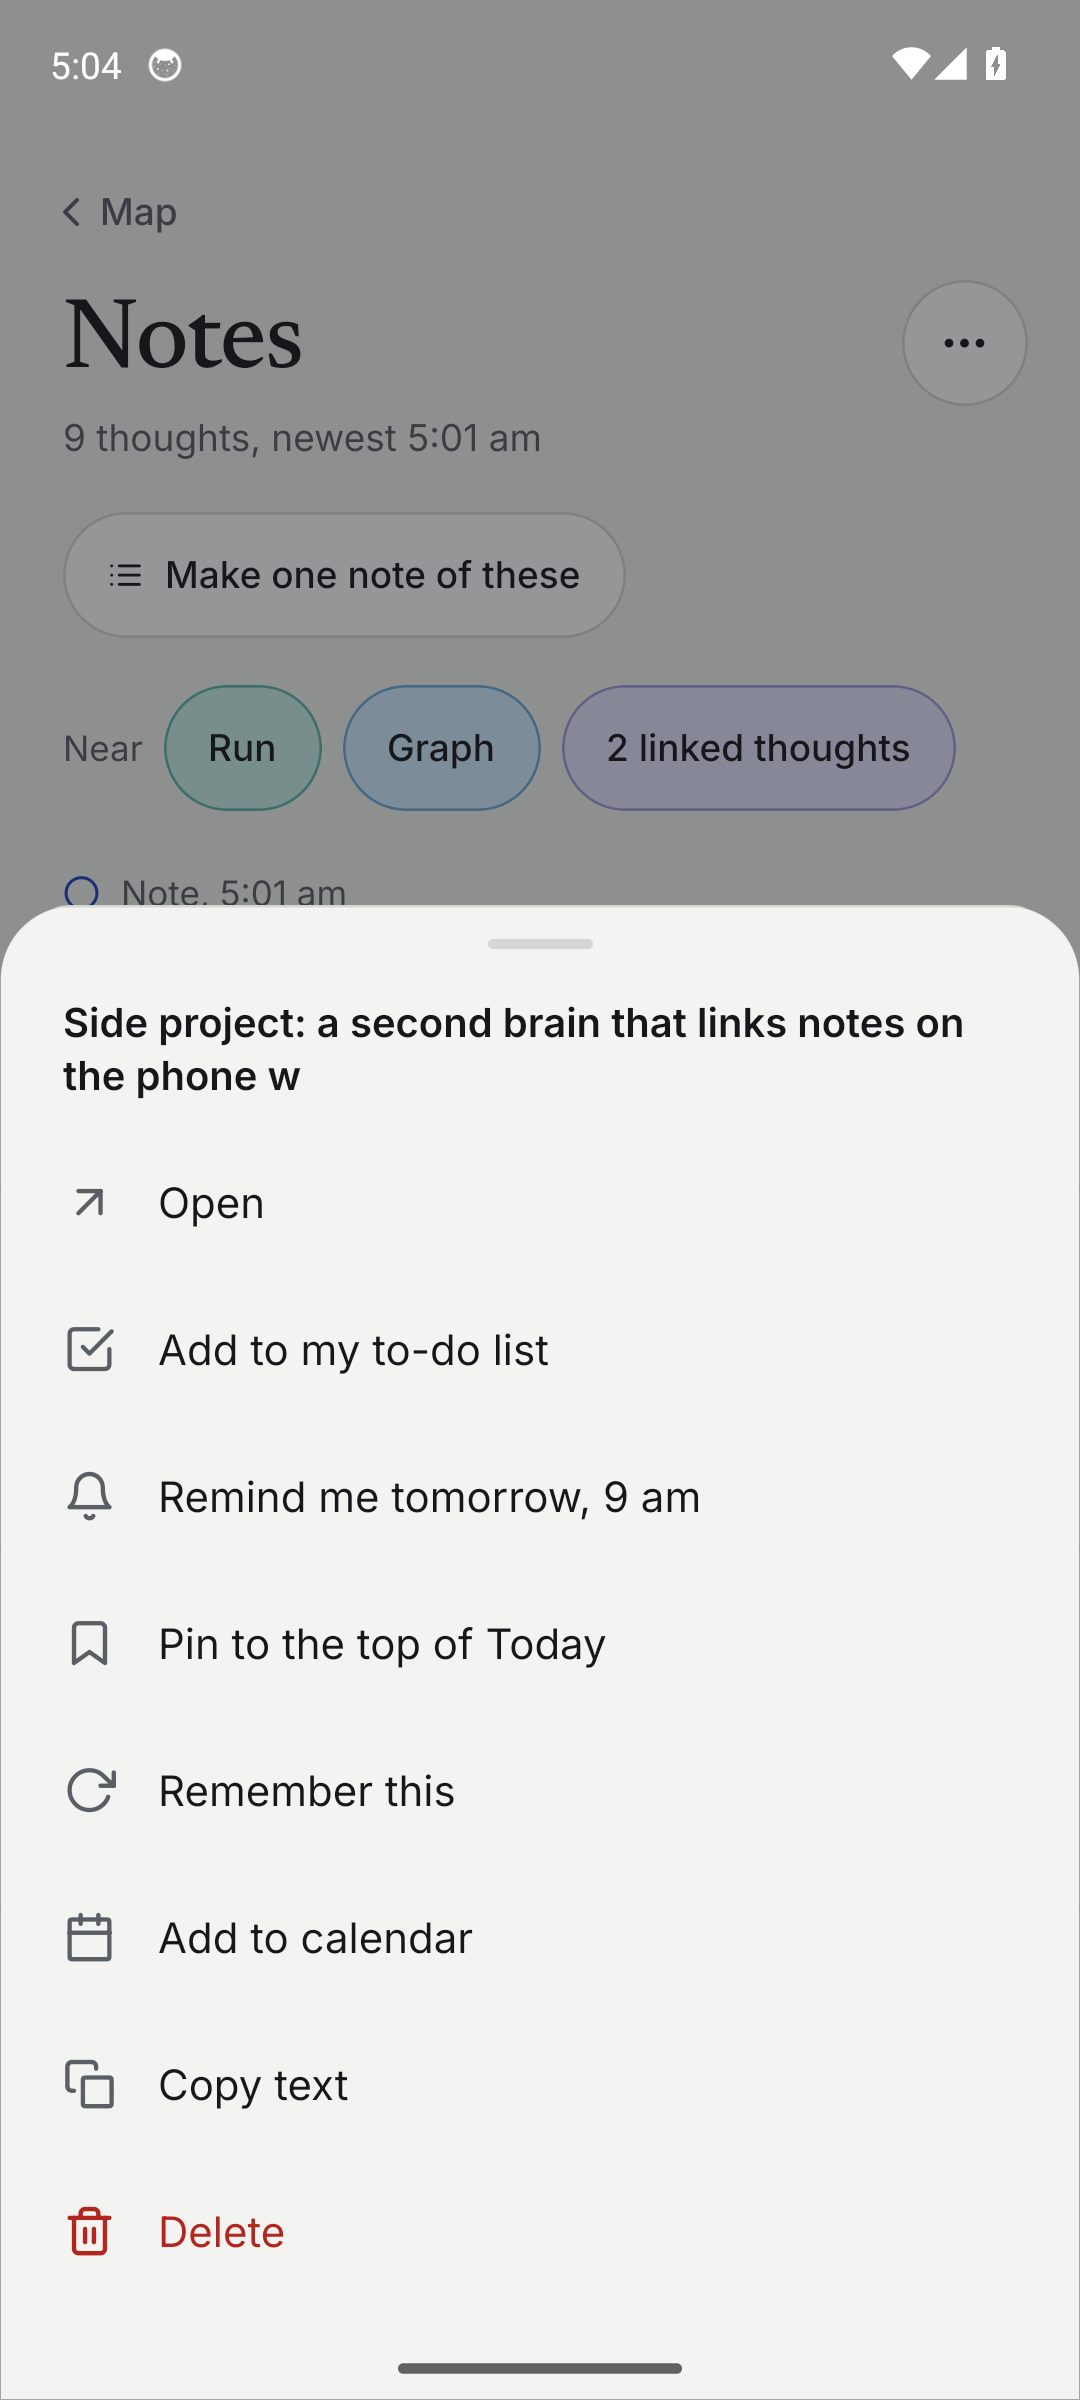 5:04
Map
Notes
9 thoughts, newest 5:01 am
Make one note of these
Near Run Graph 2 linked thoughts
Note, 5:01 am
Side project: a second brain that links notes on
the phone w
Open
Add to my to-do list
Remind me tomorrow, 9 am
Pin to the top of Today
Remember this
Add to calendar
Copy text
Delete